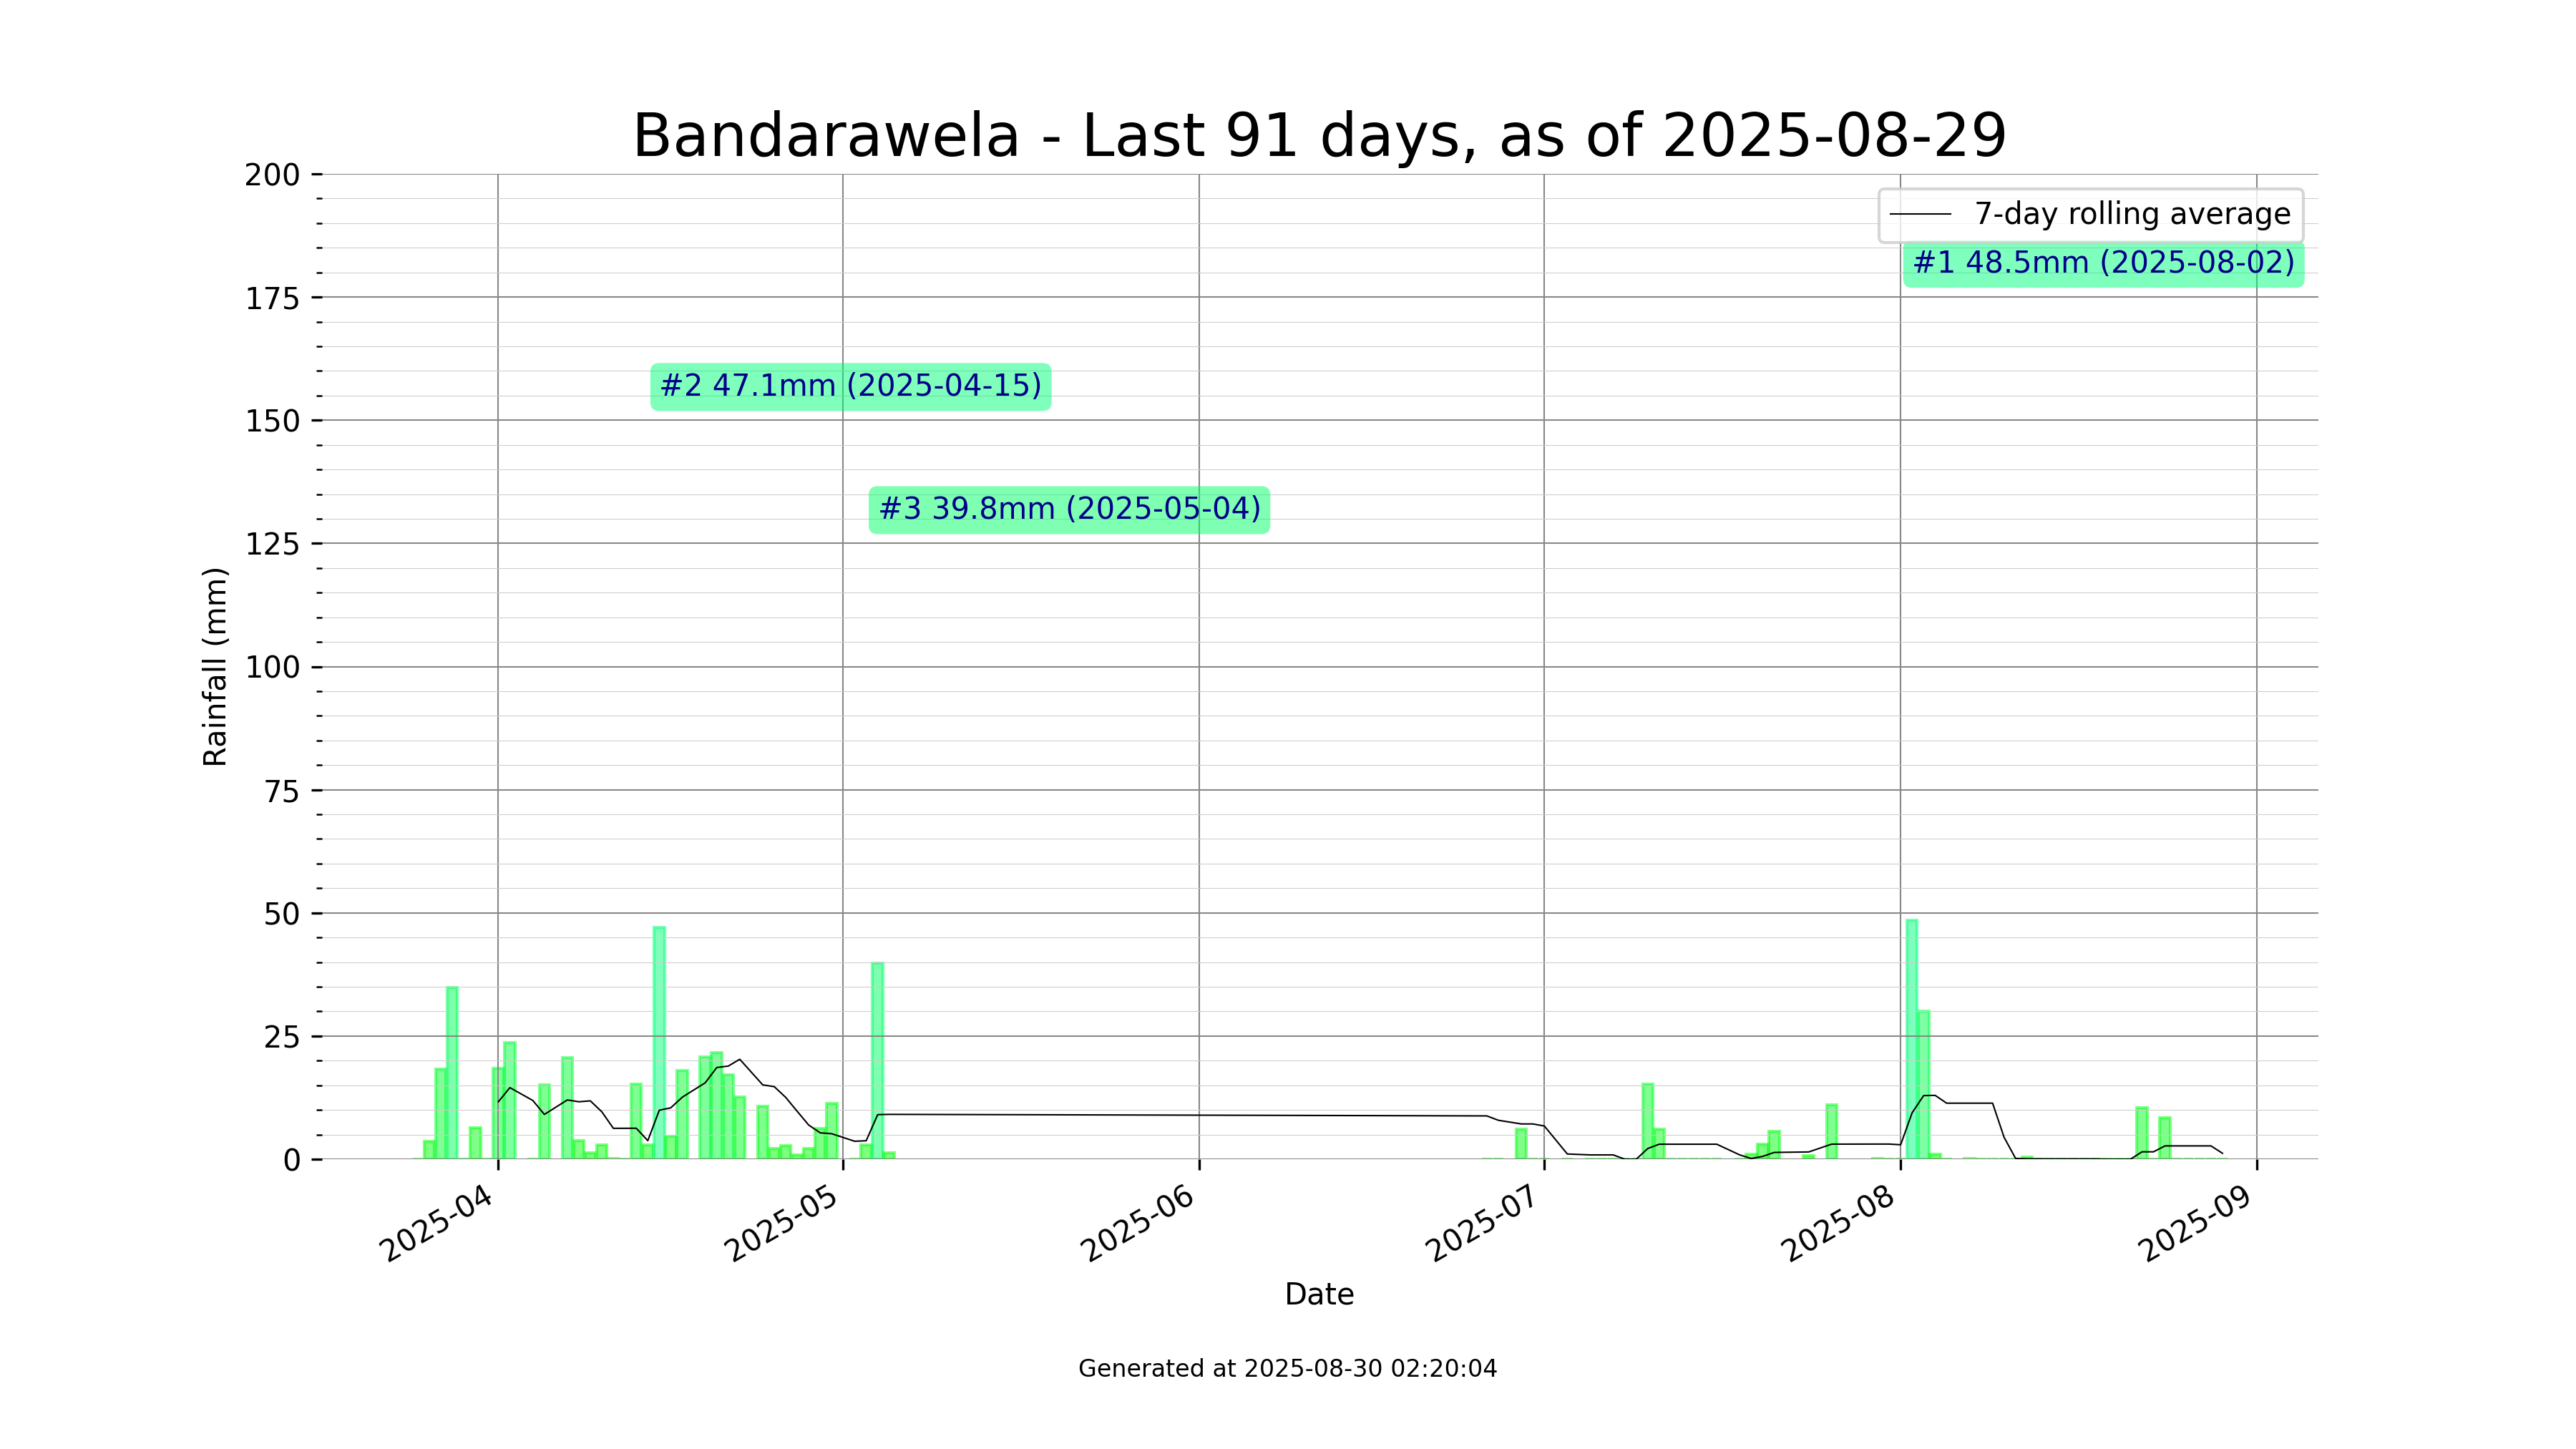 Bandarawela - Last 91 days, as of 2025-08-29
200
175
150
125
100
75
50
25
0
Rainfall (mm)
7-day rolling average
#1 48.5mm (2025-08-02)
#2 47.1mm (2025-04-15)
#3 39.8mm (2025-05-04)
2025-04
2025-05
2025-06
2025-07
2025-08
2025-09
Date
Generated at 2025-08-30 02:20:04